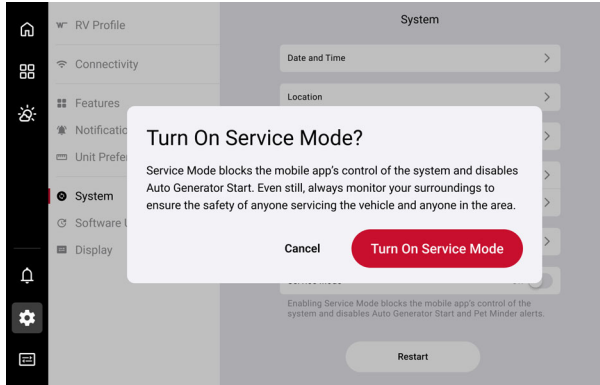 System
RV Profile
Connectivity
Features
Notificatio
Unit Prefe
System
Software U
Display
Date and Time
Location
Turn On Service Mode?
Service Mode blocks the mobile app's control of the system and disables
Auto Generator Start. Even still, always monitor your surroundings to
ensure the safety of anyone servicing the vehicle and anyone in the area.
Cancel
Turn On Service Mode
Enabling Service Mode blocks the mobile app's control of the
system and disables Auto Generator Start and Pet Minder alerts.
Restart